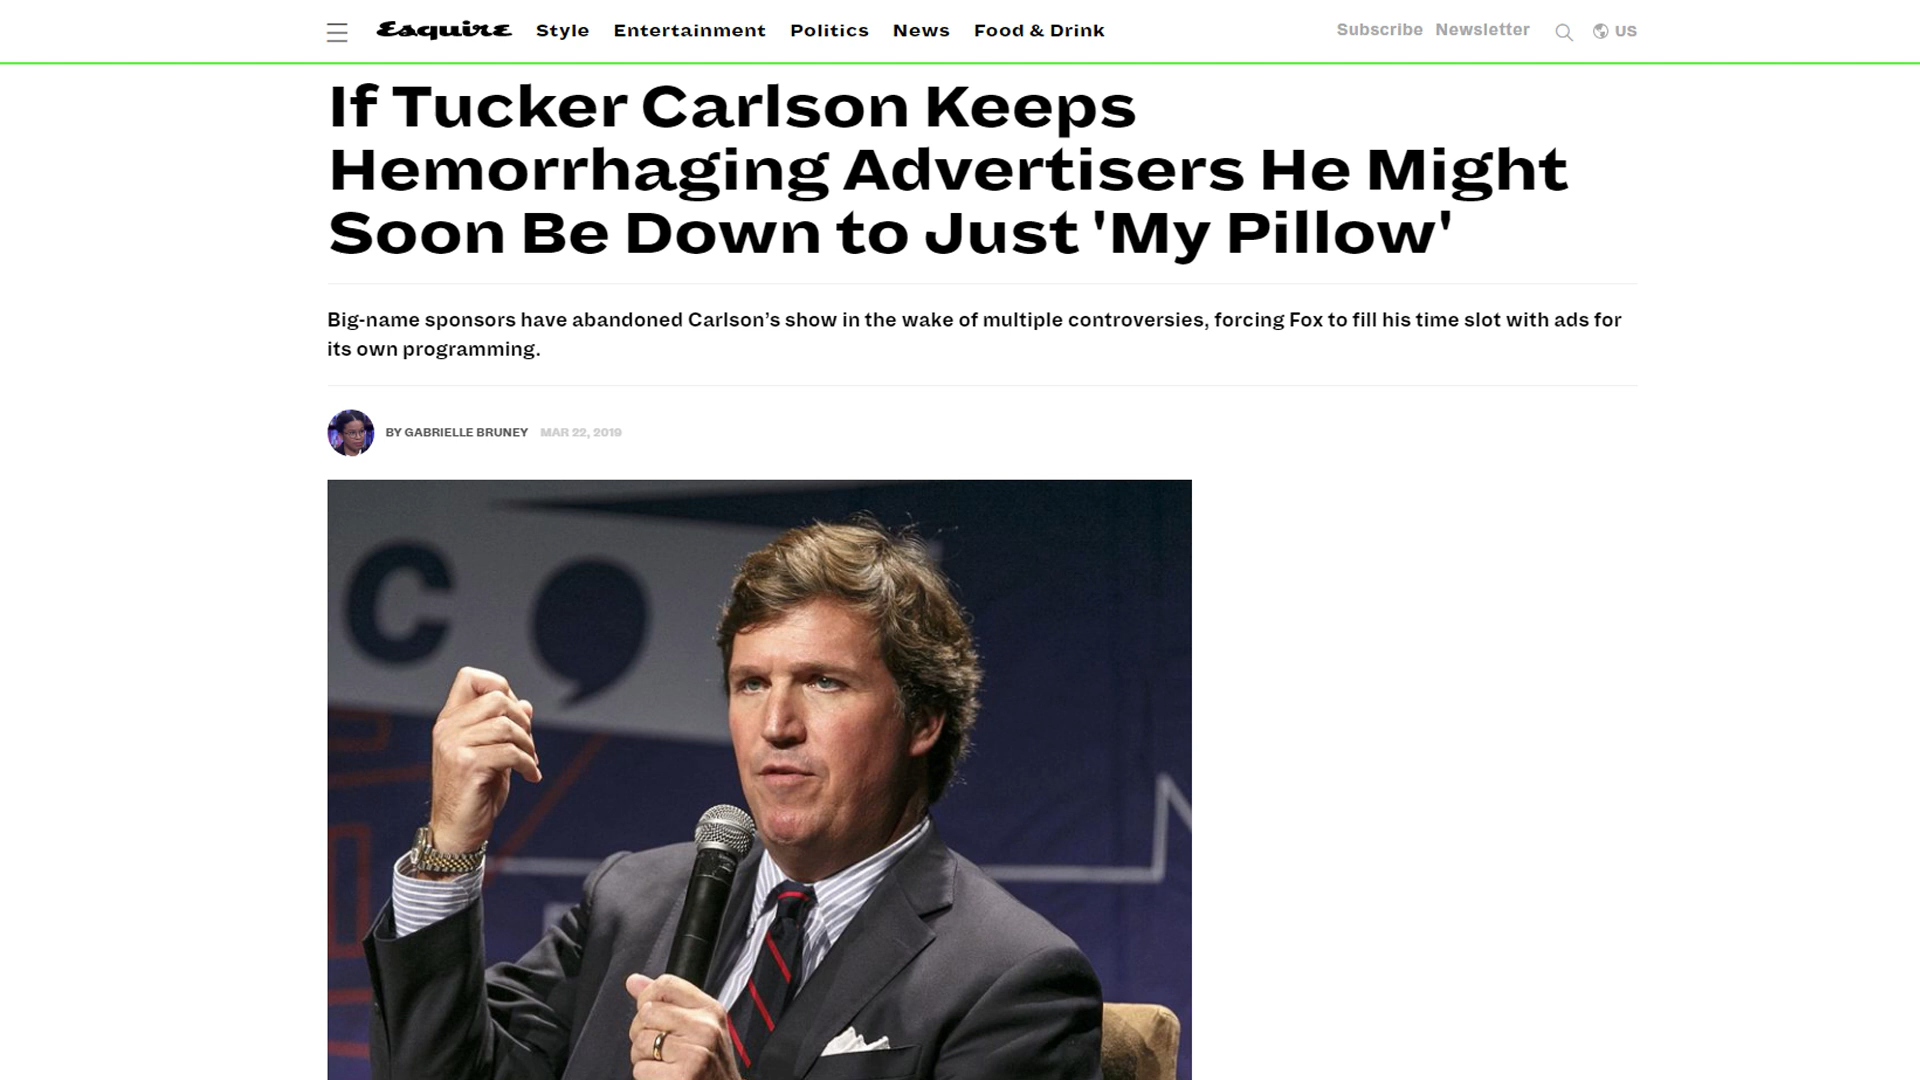 Esquire Style Entertainment Politics News Food & Drink Subscribe Newsletter US
If Tucker Carlson Keeps
Hemorrhaging Advertisers He Might
Soon Be Down to Just 'My Pillow'
Big-name sponsors have abandoned Carlson’s show in the wake of multiple controversies, forcing Fox to fill his time slot with ads for
its own programming.
BY GABRIELLE BRUNEY MAR 22, 2019
C